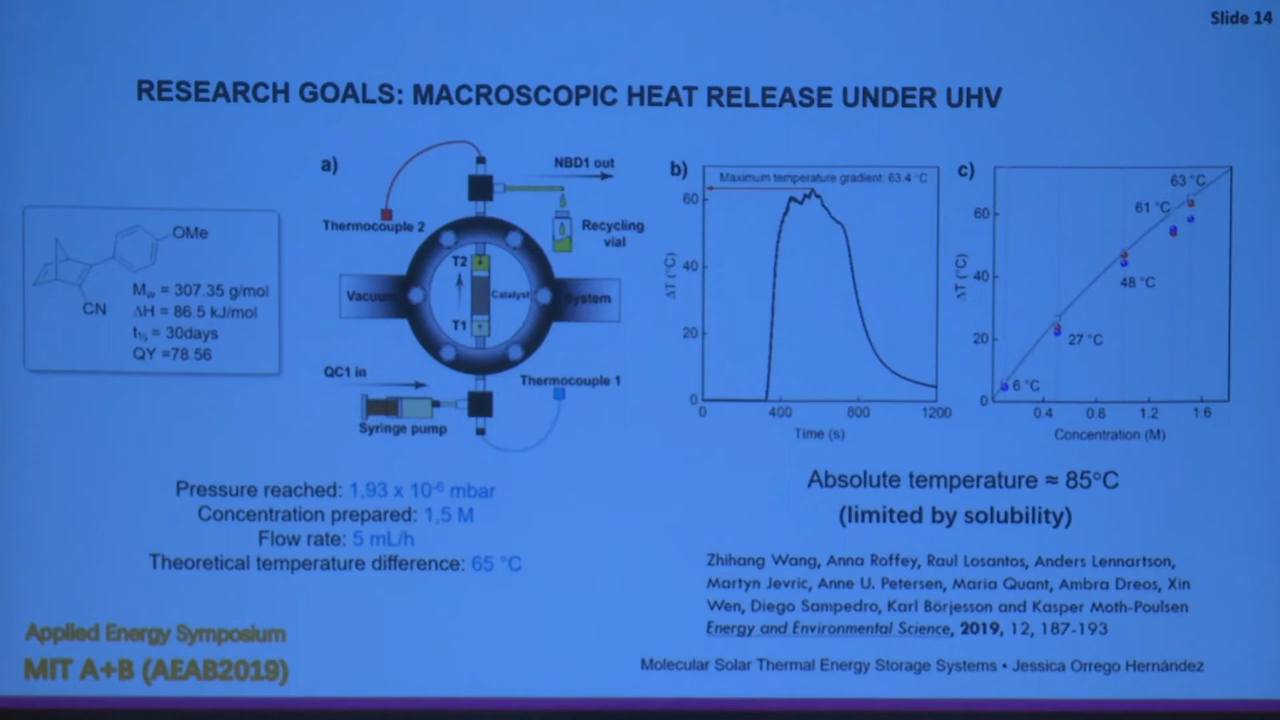 Slide 14
RESEARCH GOALS: MACROSCOPIC HEAT RELEASE UNDER UHV
OMe
CN
Mw = 307.35 g/mol
ΔH = 86.5 kJ/mol
t½ = 30days
QY =78.56
a)
NBD1 out
Thermocouple 2
Recycling
vial
T2
Vacuum
Catalyst
System
T1
QC1 in
Thermocouple 1
Syringe pump
b)
Maximum temperature gradient: 63.4 °C
ΔT (°C)
60
40
20
0
0 400 800 1200
Time (s)
c)
63 °C
61 °C
48 °C
27 °C
6 °C
ΔT (°C)
60
40
20
0
0.4 0.8 1.2 1.6
Concentration (M)
Pressure reached: 1,93 x 10⁻⁶ mbar
Concentration prepared: 1,5 M
Flow rate: 5 mL/h
Theoretical temperature difference: 65 °C
Absolute temperature ≈ 85°C
(limited by solubility)
Zhihang Wang, Anna Roffey, Raul Losantos, Anders Lennartson,
Martyn Jevric, Anne U. Petersen, Maria Quant, Ambra Dreos, Xin
Wen, Diego Sampedro, Karl Börjesson and Kasper Moth-Poulsen
Energy and Environmental Science, 2019, 12, 187-193
Applied Energy Symposium
MIT A+B (AEAB2019)
Molecular Solar Thermal Energy Storage Systems • Jessica Orrego Hernández